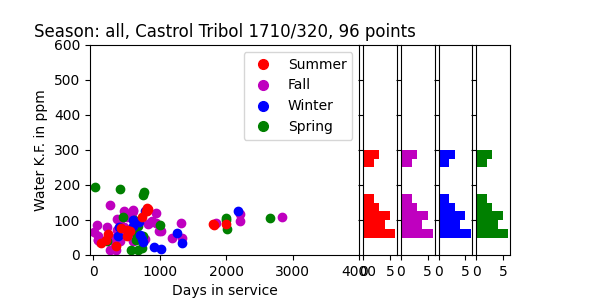 Season: all, Castrol Tribol 1710/320, 96 points
600
500
400
300
200
100
0
Water K.F. in ppm
Summer
Fall
Winter
Spring
0 1000 2000 3000 4000 0 5 0 5 0 5 0 5
Days in service